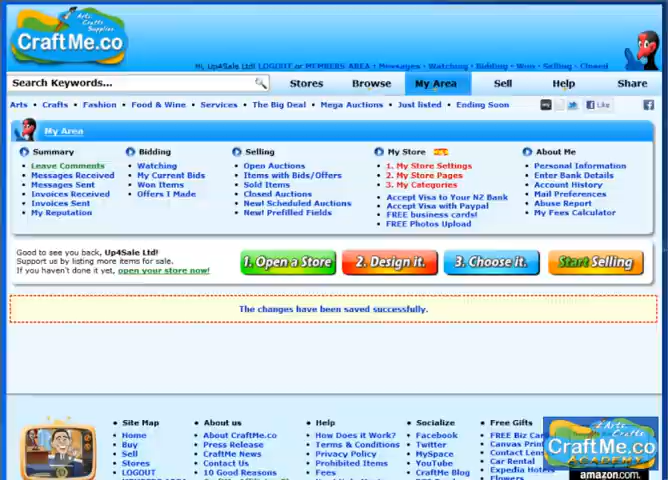 Arts Crafts Supplies
CraftMe.co
Hi, Up4Sale Ltd! LOGOUT or MEMBERS AREA • Messages • Watching • Bidding • Won • Selling • Closed
Search Keywords...
Stores Browse My Area Sell Help Share
Arts • Crafts • Fashion • Food & Wine • Services • The Big Deal • Mega Auctions • Just listed • Ending Soon
Like
My Area
Summary
Leave Comments
Messages Received
Messages Sent
Invoices Received
Invoices Sent
My Reputation
Bidding
Watching
My Current Bids
Won Items
Offers I Made
Selling
Open Auctions
Items with Bids/Offers
Sold Items
Closed Auctions
New! Scheduled Auctions
New! Prefilled Fields
My Store
1. My Store Settings
2. My Store Pages
3. My Categories
Accept Visa to Your NZ Bank
Accept Visa with Paypal
FREE business cards!
FREE Photos Upload
About Me
Personal Information
Enter Bank Details
Account History
Mail Preferences
Abuse Report
My Fees Calculator
Good to see you back, Up4Sale Ltd!
Support us by listing more items for sale.
If you haven't done it yet, open your store now!
1. Open a Store
2. Design it.
3. Choose it.
Start Selling
The changes have been saved successfully.
Site Map
Home
Buy
Sell
Stores
LOGOUT
About us
About CraftMe.co
Press Release
CraftMe News
Contact Us
10 Good Reasons
Help
How Does it Work?
Terms & Conditions
Privacy Policy
Prohibited Items
Fees
Socialize
Facebook
Twitter
MySpace
YouTube
CraftMe Blog
Free Gifts
FREE Biz Car
Canvas Print
Contact Len
Car Rental
Expedia Hotels
Flowers
CraftMe.co
ACADEMY
amazon.com